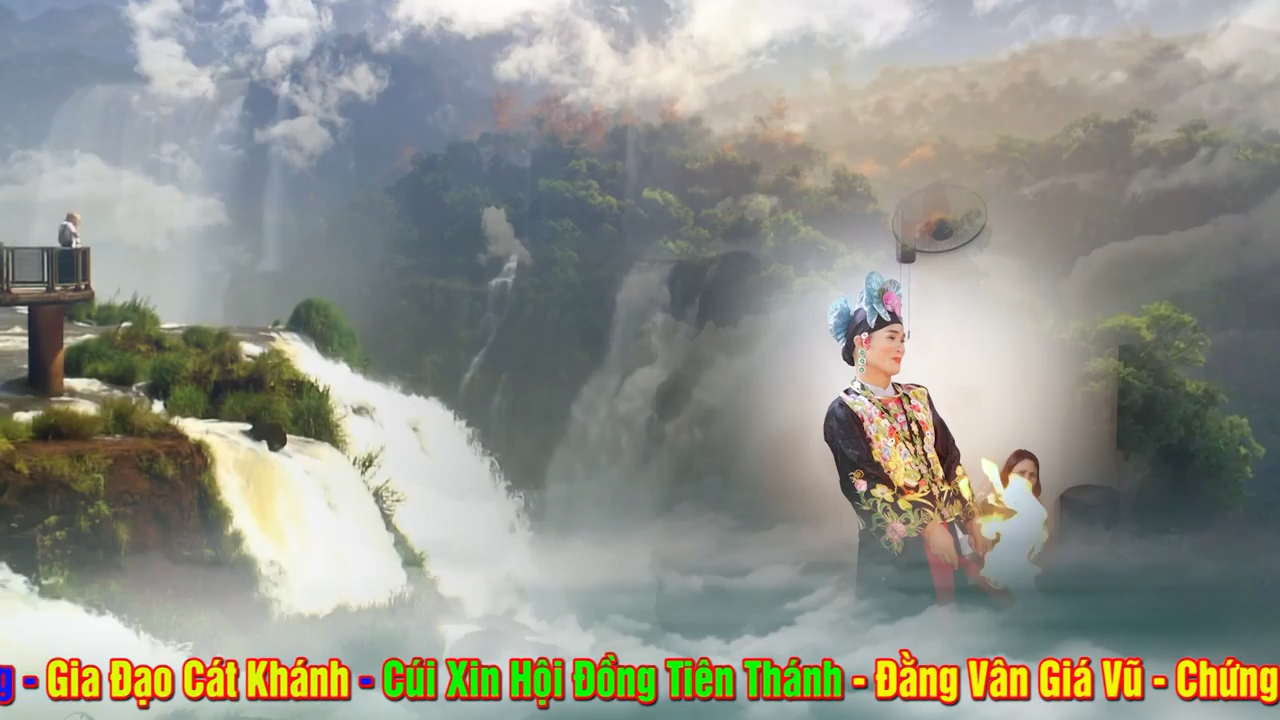 g - Gia Đạo Cát Khánh - Cúi Xin Hội Đồng Tiên Thánh - Đằng Vân Giá Vũ - Chứng